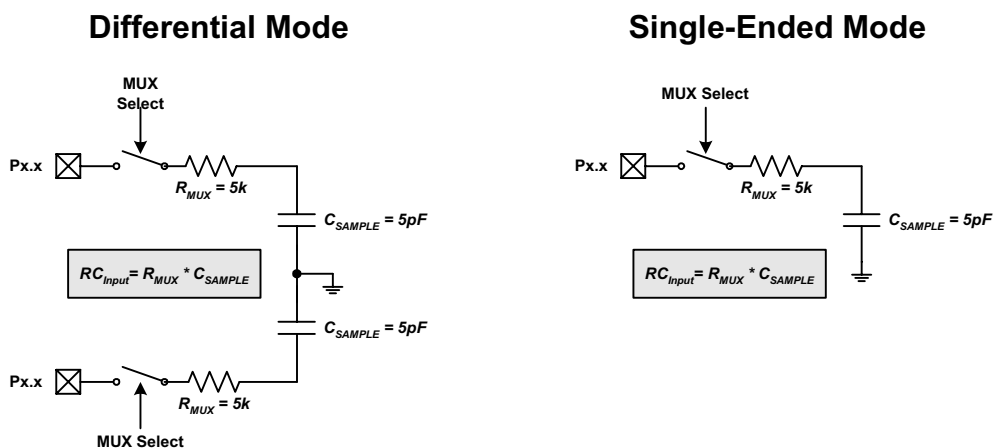 Differential Mode
MUX
Select
Px.x
R_MUX = 5k
C_SAMPLE = 5pF
RC_Input= R_MUX * C_SAMPLE
C_SAMPLE = 5pF
Px.x
R_MUX = 5k
MUX Select
Single-Ended Mode
MUX Select
Px.x
R_MUX = 5k
C_SAMPLE = 5pF
RC_Input= R_MUX * C_SAMPLE